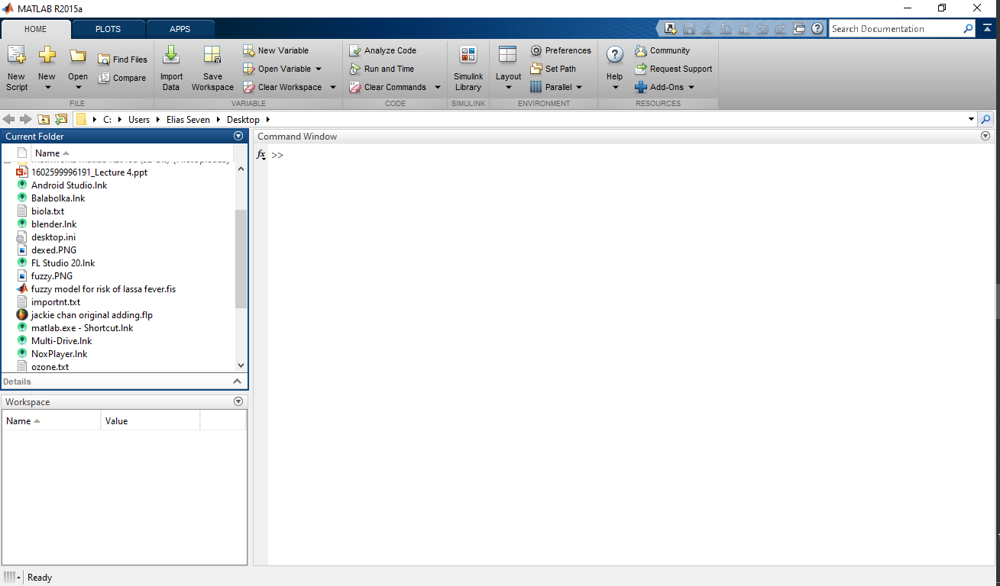 MATLAB R2015a
HOME PLOTS APPS Search Documentation
New Script
New
Open
Find Files
Compare
FILE
Import Data
Save Workspace
New Variable
Open Variable
Clear Workspace
VARIABLE
Analyze Code
Run and Time
Clear Commands
CODE
Simulink Library
SIMULINK
Layout
Preferences
Set Path
Parallel
ENVIRONMENT
Help
Community
Request Support
Add-Ons
RESOURCES
C: Users Elias Seven Desktop
Current Folder
Name
1602599996191_Lecture 4.ppt
Android Studio.lnk
Balabolka.lnk
biola.txt
blender.lnk
desktop.ini
dexed.PNG
FL Studio 20.lnk
fuzzy.PNG
fuzzy model for risk of lassa fever.fis
importnt.txt
jackie chan original adding.flp
matlab.exe - Shortcut.lnk
Multi-Drive.lnk
NoxPlayer.lnk
ozone.txt
Details
Workspace
Name Value
Command Window
fx >>
Ready